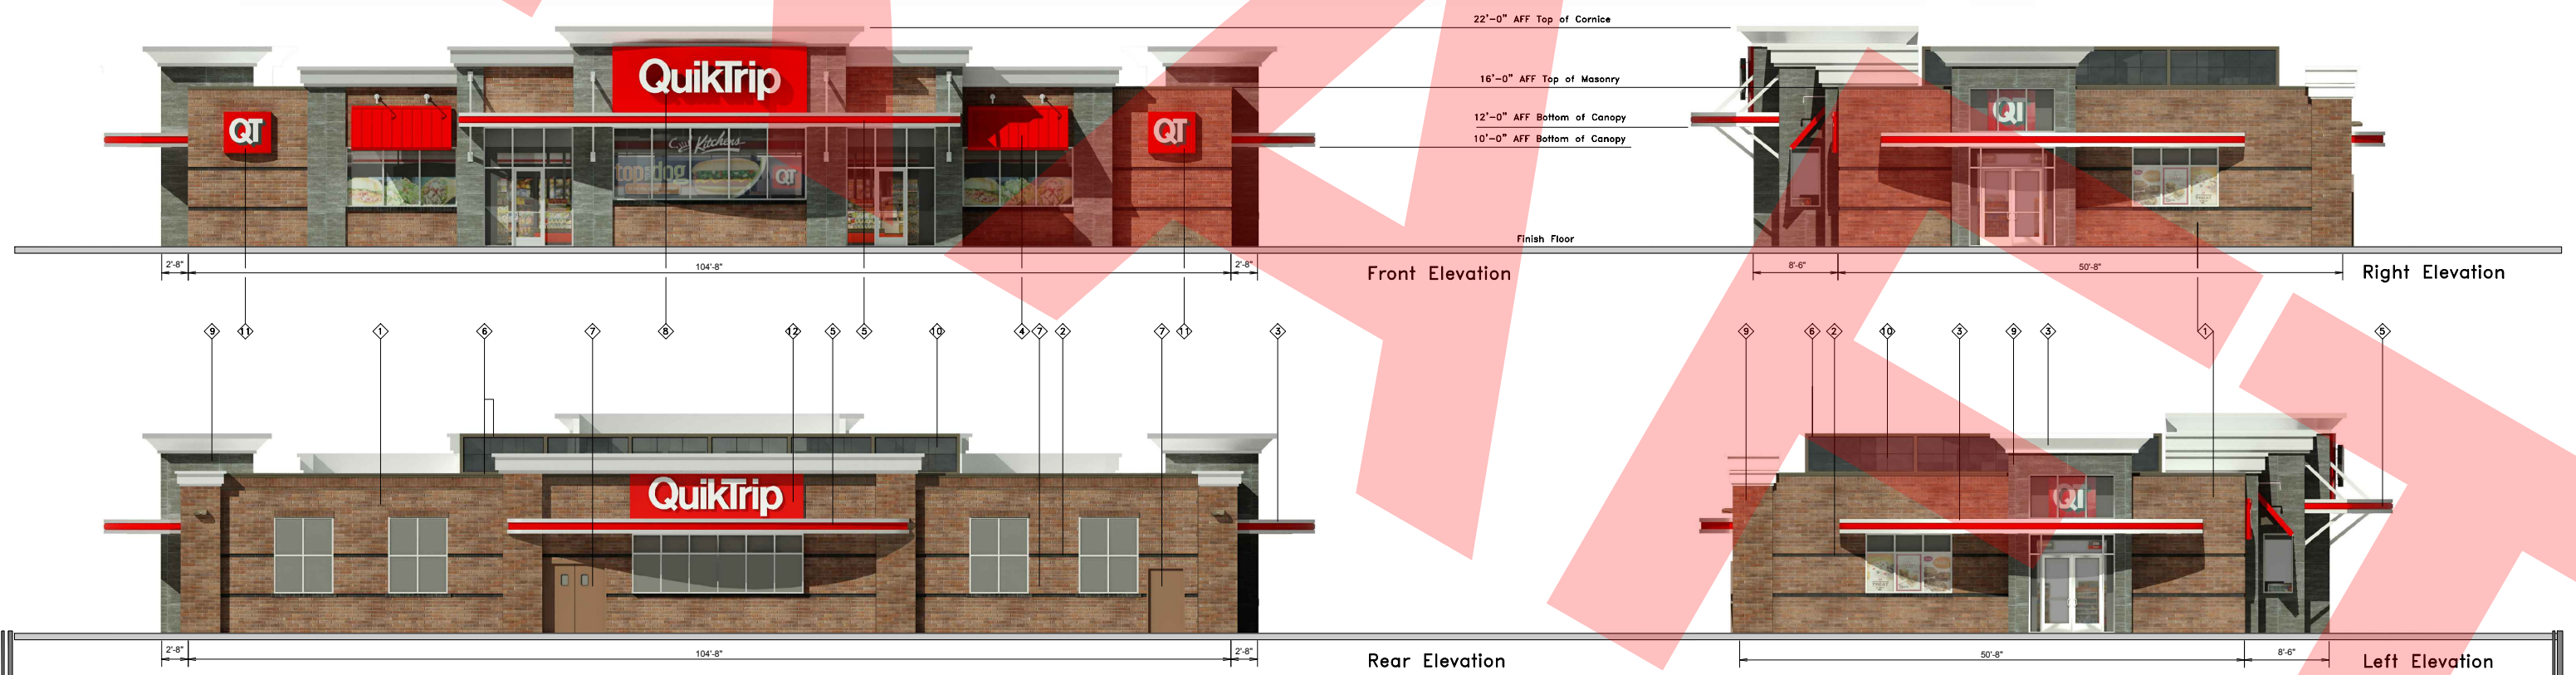 22'-0" AFF Top of Cornice
16'-0" AFF Top of Masonry
12'-0" AFF Bottom of Canopy
10'-0" AFF Bottom of Canopy
Finish Floor
QuikTrip
QT
QT
Kitchens
top dog
QT
QT
2'-8"
104'-8"
2'-8"
Front Elevation
8'-6"
50'-8"
Right Elevation
9
11
1
6
7
8
12
5
5
10
4
7
2
7
11
3
9
6
2
10
3
9
3
1
5
QuikTrip
QT
2'-8"
104'-8"
2'-8"
Rear Elevation
50'-8"
8'-6"
Left Elevation